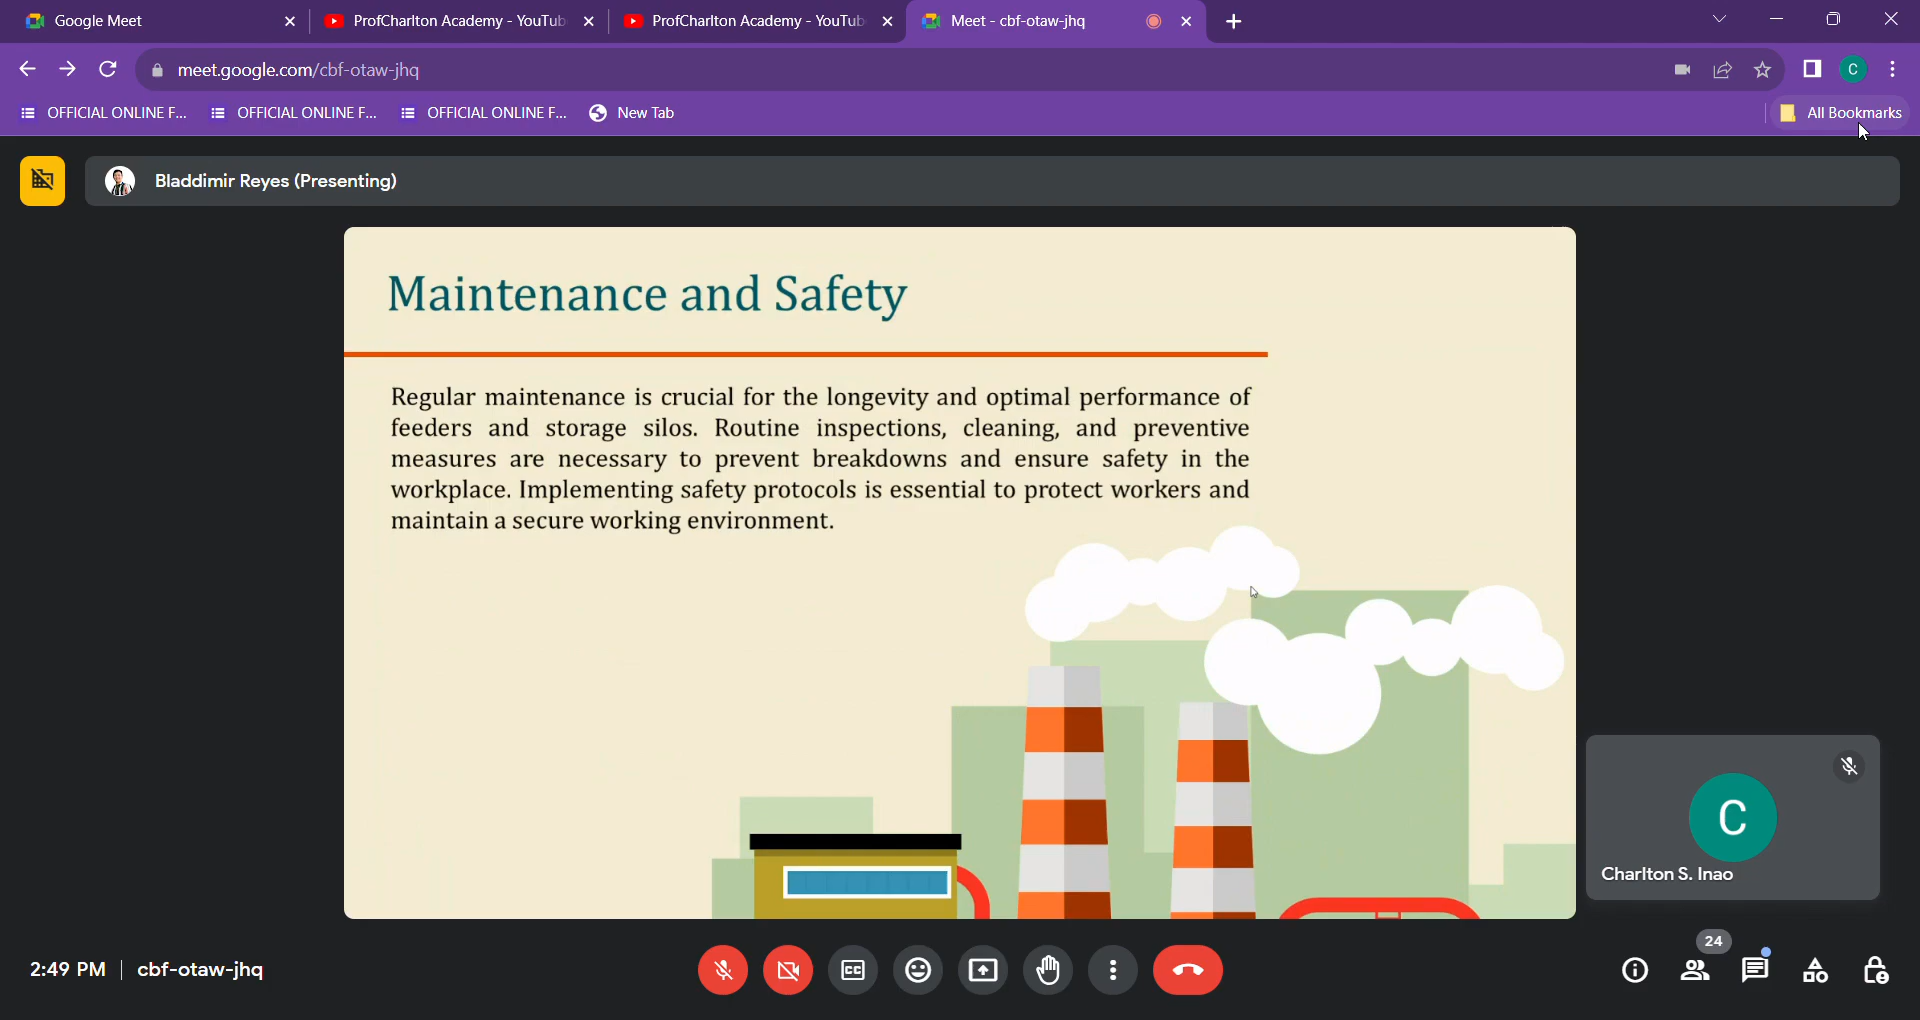 Google Meet
ProfCharlton Academy - YouTub
ProfCharlton Academy - YouTub
Meet - cbf-otaw-jhq
meet.google.com/cbf-otaw-jhq
C
OFFICIAL ONLINE F...
OFFICIAL ONLINE F...
OFFICIAL ONLINE F...
New Tab
All Bookmarks
Bladdimir Reyes (Presenting)
Maintenance and Safety
Regular maintenance is crucial for the longevity and optimal performance of
feeders and storage silos. Routine inspections, cleaning, and preventive
measures are necessary to prevent breakdowns and ensure safety in the
workplace. Implementing safety protocols is essential to protect workers and
maintain a secure working environment.
C
Charlton S. Inao
2:49 PM
cbf-otaw-jhq
CC
24